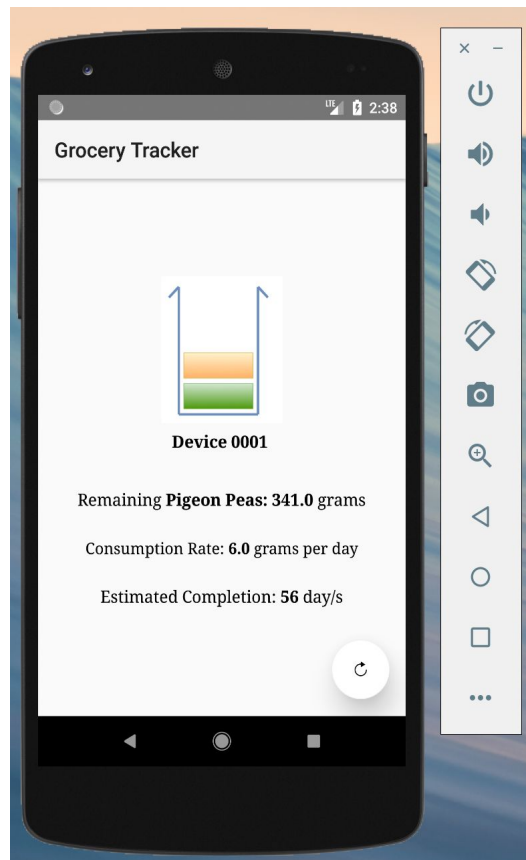 LTE 2:38
Grocery Tracker
Device 0001
Remaining Pigeon Peas: 341.0 grams
Consumption Rate: 6.0 grams per day
Estimated Completion: 56 day/s